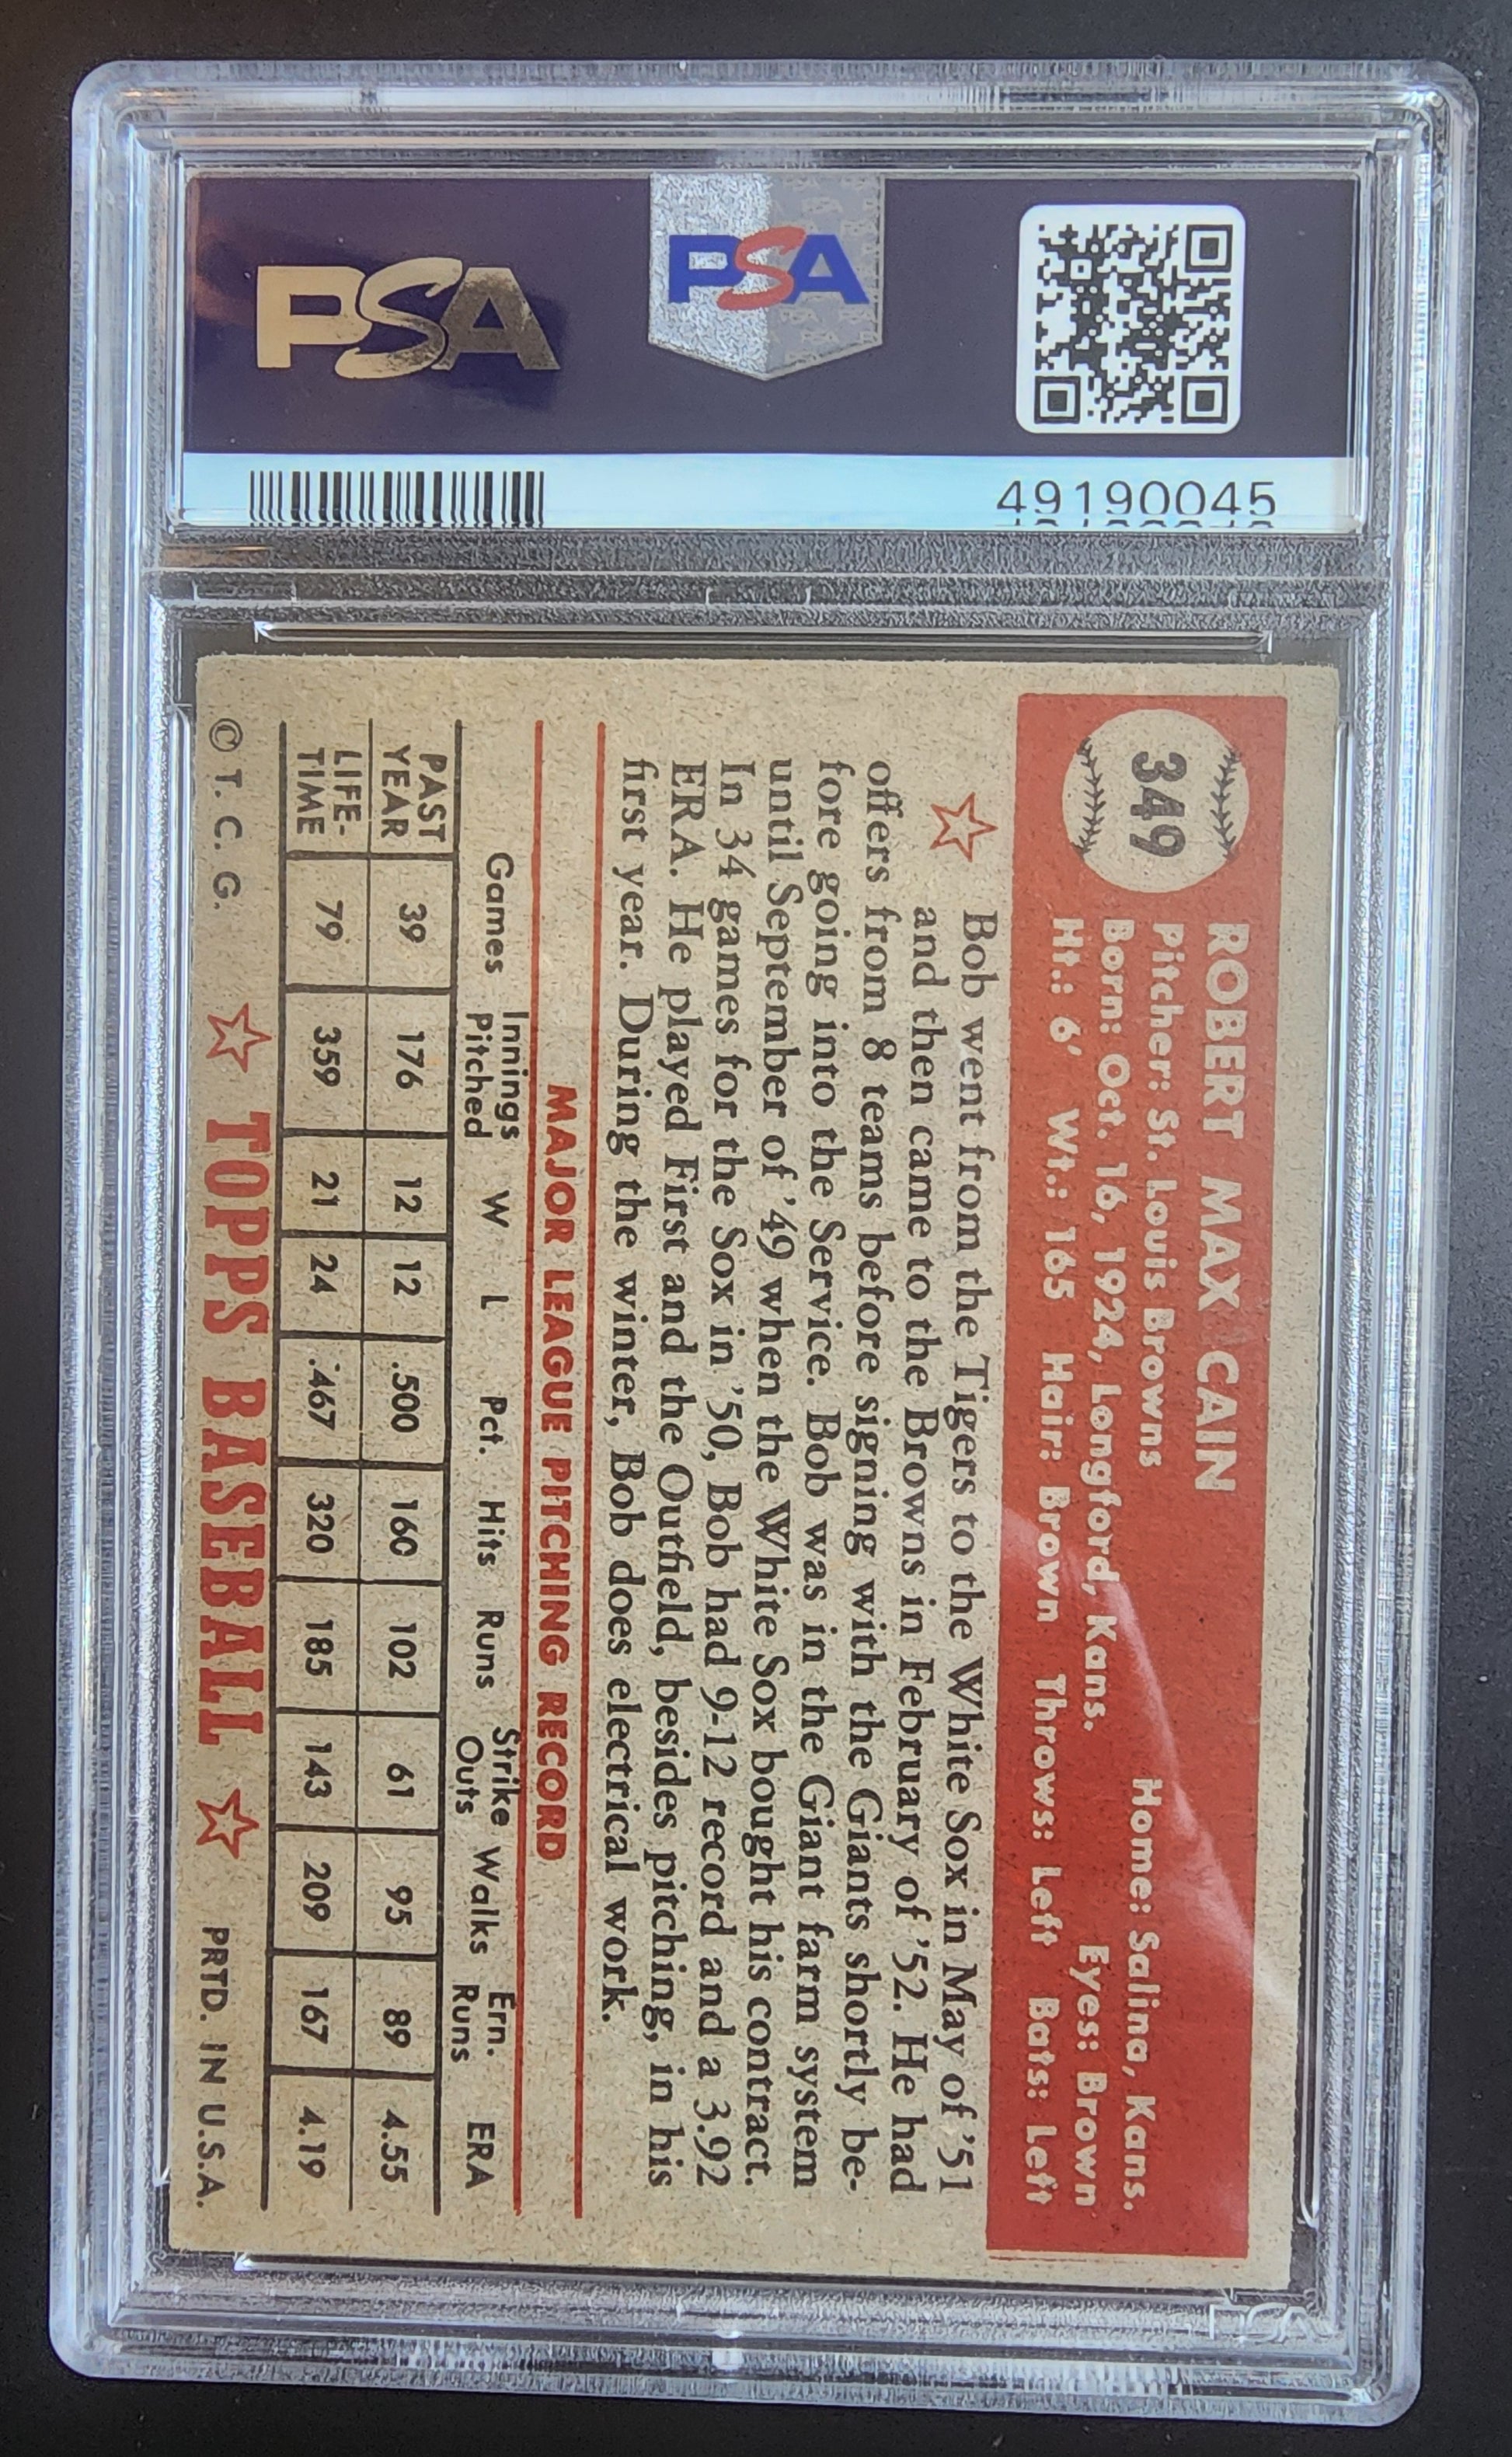 PSA
PSA
49190045
349
ROBERT MAX CAIN
Pitcher: St. Louis Browns Home: Salina, Kans.
Born: Oct. 16, 1924, Longford, Kans. Eyes: Brown
Ht.: 6' Wt.: 165 Hair: Brown Throws: Left Bats: Left
Bob went from the Tigers to the White Sox in May of '51
and then came to the Browns in February of '52. He had
offers from 8 teams before signing with the Giants shortly be-
fore going into the Service. Bob was in the Giant farm system
until September of '49 when the White Sox bought his contract.
In 34 games for the Sox in '50, Bob had 9-12 record and a 3.92
ERA. He played First and the Outfield, besides pitching, in his
first year. During the winter, Bob does electrical work.
MAJOR LEAGUE PITCHING RECORD
Games Innings Pitched W L Pct. Hits Runs Strike Outs Walks Ern. Runs ERA
PAST YEAR 39 176 12 12 .500 160 102 61 95 89 4.55
LIFE-TIME 79 359 21 24 .467 320 185 143 209 167 4.19
© T. C. G. TOPPS BASEBALL PRTD. IN U.S.A.
PSA